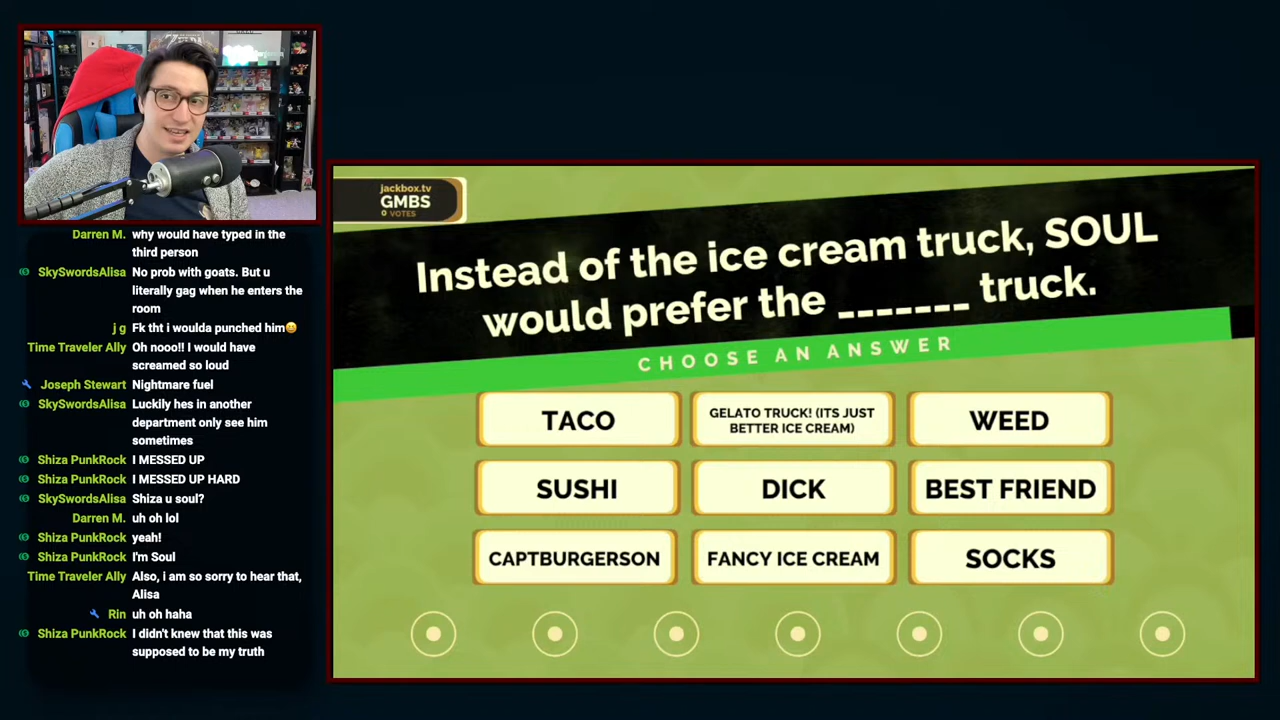 jackbox.tv
GMBS
0 VOTES
Instead of the ice cream truck, SOUL
would prefer the _______ truck.
CHOOSE AN ANSWER
TACO
GELATO TRUCK! (ITS JUST
BETTER ICE CREAM)
WEED
SUSHI
DICK
BEST FRIEND
CAPTBURGERSON
FANCY ICE CREAM
SOCKS
Darren M. why would have typed in the
third person
SkySwordsAlisa No prob with goats. But u
literally gag when he enters the
room
j g Fk tht i woulda punched him😆
Time Traveler Ally Oh nooo!! I would have
screamed so loud
Joseph Stewart Nightmare fuel
SkySwordsAlisa Luckily hes in another
department only see him
sometimes
Shiza PunkRock I MESSED UP
Shiza PunkRock I MESSED UP HARD
SkySwordsAlisa Shiza u soul?
Darren M. uh oh lol
Shiza PunkRock yeah!
Shiza PunkRock I'm Soul
Time Traveler Ally Also, i am so sorry to hear that,
Alisa
Rin uh oh haha
Shiza PunkRock I didn't knew that this was
supposed to be my truth